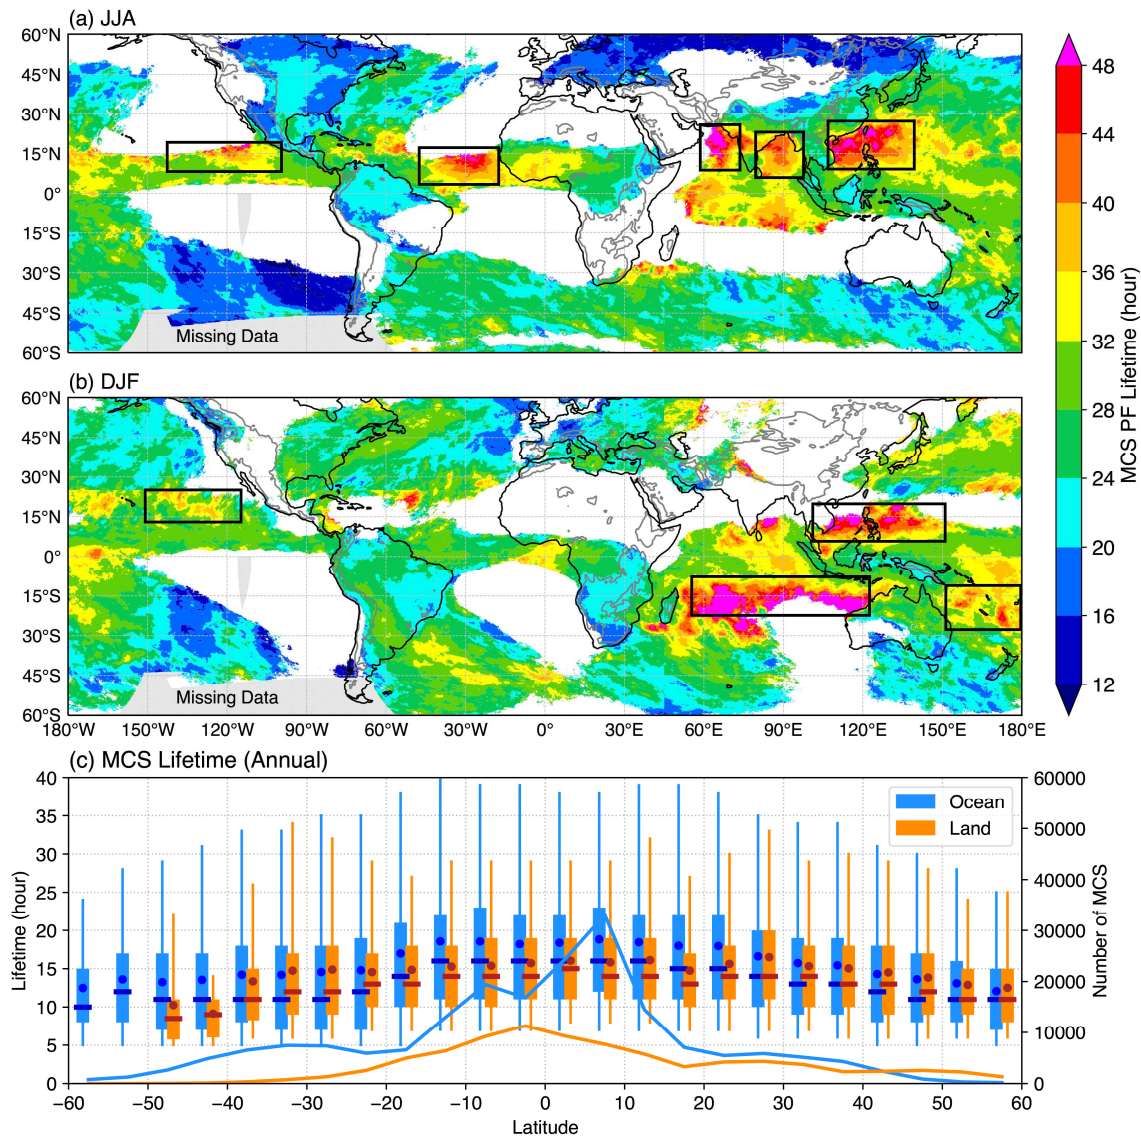 (a) JJA
60°N
45°N
30°N
15°N
0°
15°S
30°S
45°S
60°S
Missing Data
(b) DJF
60°N
45°N
30°N
15°N
0°
15°S
30°S
45°S
60°S
Missing Data
180°W 150°W 120°W 90°W 60°W 30°W 0° 30°E 60°E 90°E 120°E 150°E 180°E
48
44
40
36
32
28
24
20
16
12
MCS PF Lifetime (hour)
(c) MCS Lifetime (Annual)
Lifetime (hour)
40
35
30
25
20
15
10
5
0
Ocean
Land
60000
50000
40000
30000
20000
10000
0
Number of MCS
−60 −50 −40 −30 −20 −10 0 10 20 30 40 50 60
Latitude